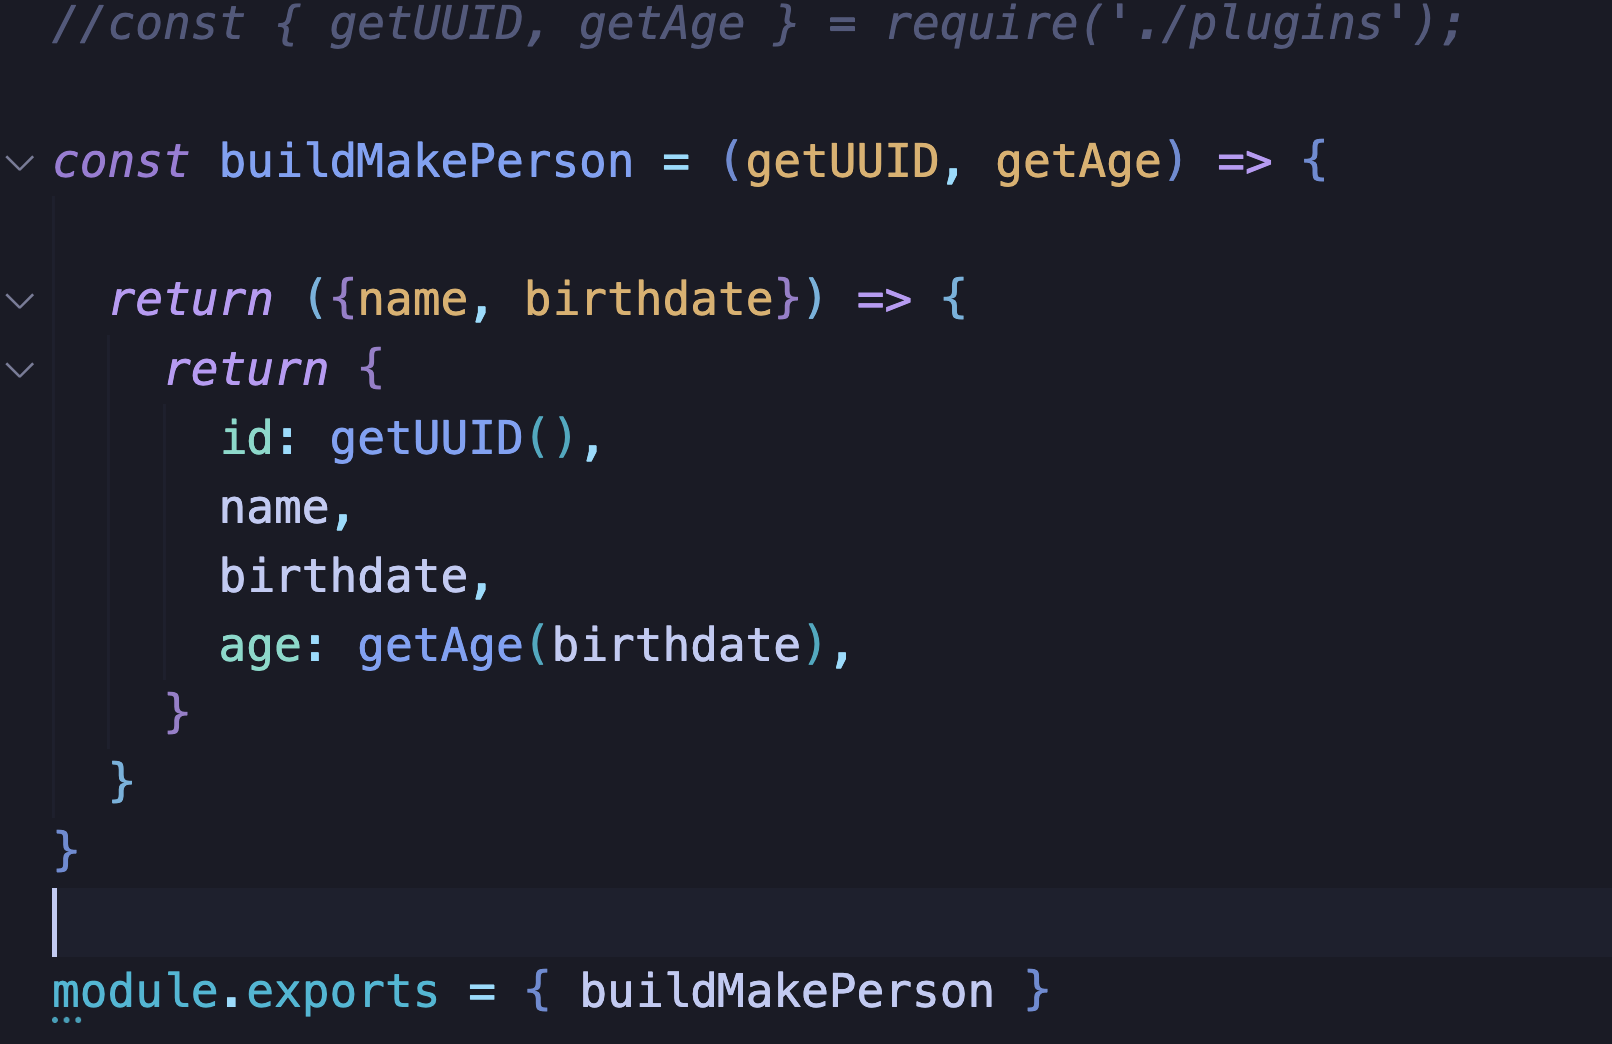 //const { getUUID, getAge } = require('./plugins');
const buildMakePerson = (getUUID, getAge) => {
return ({name, birthdate}) => {
return {
id: getUUID(),
name,
birthdate,
age: getAge(birthdate),
}
}
}
module.exports = { buildMakePerson }